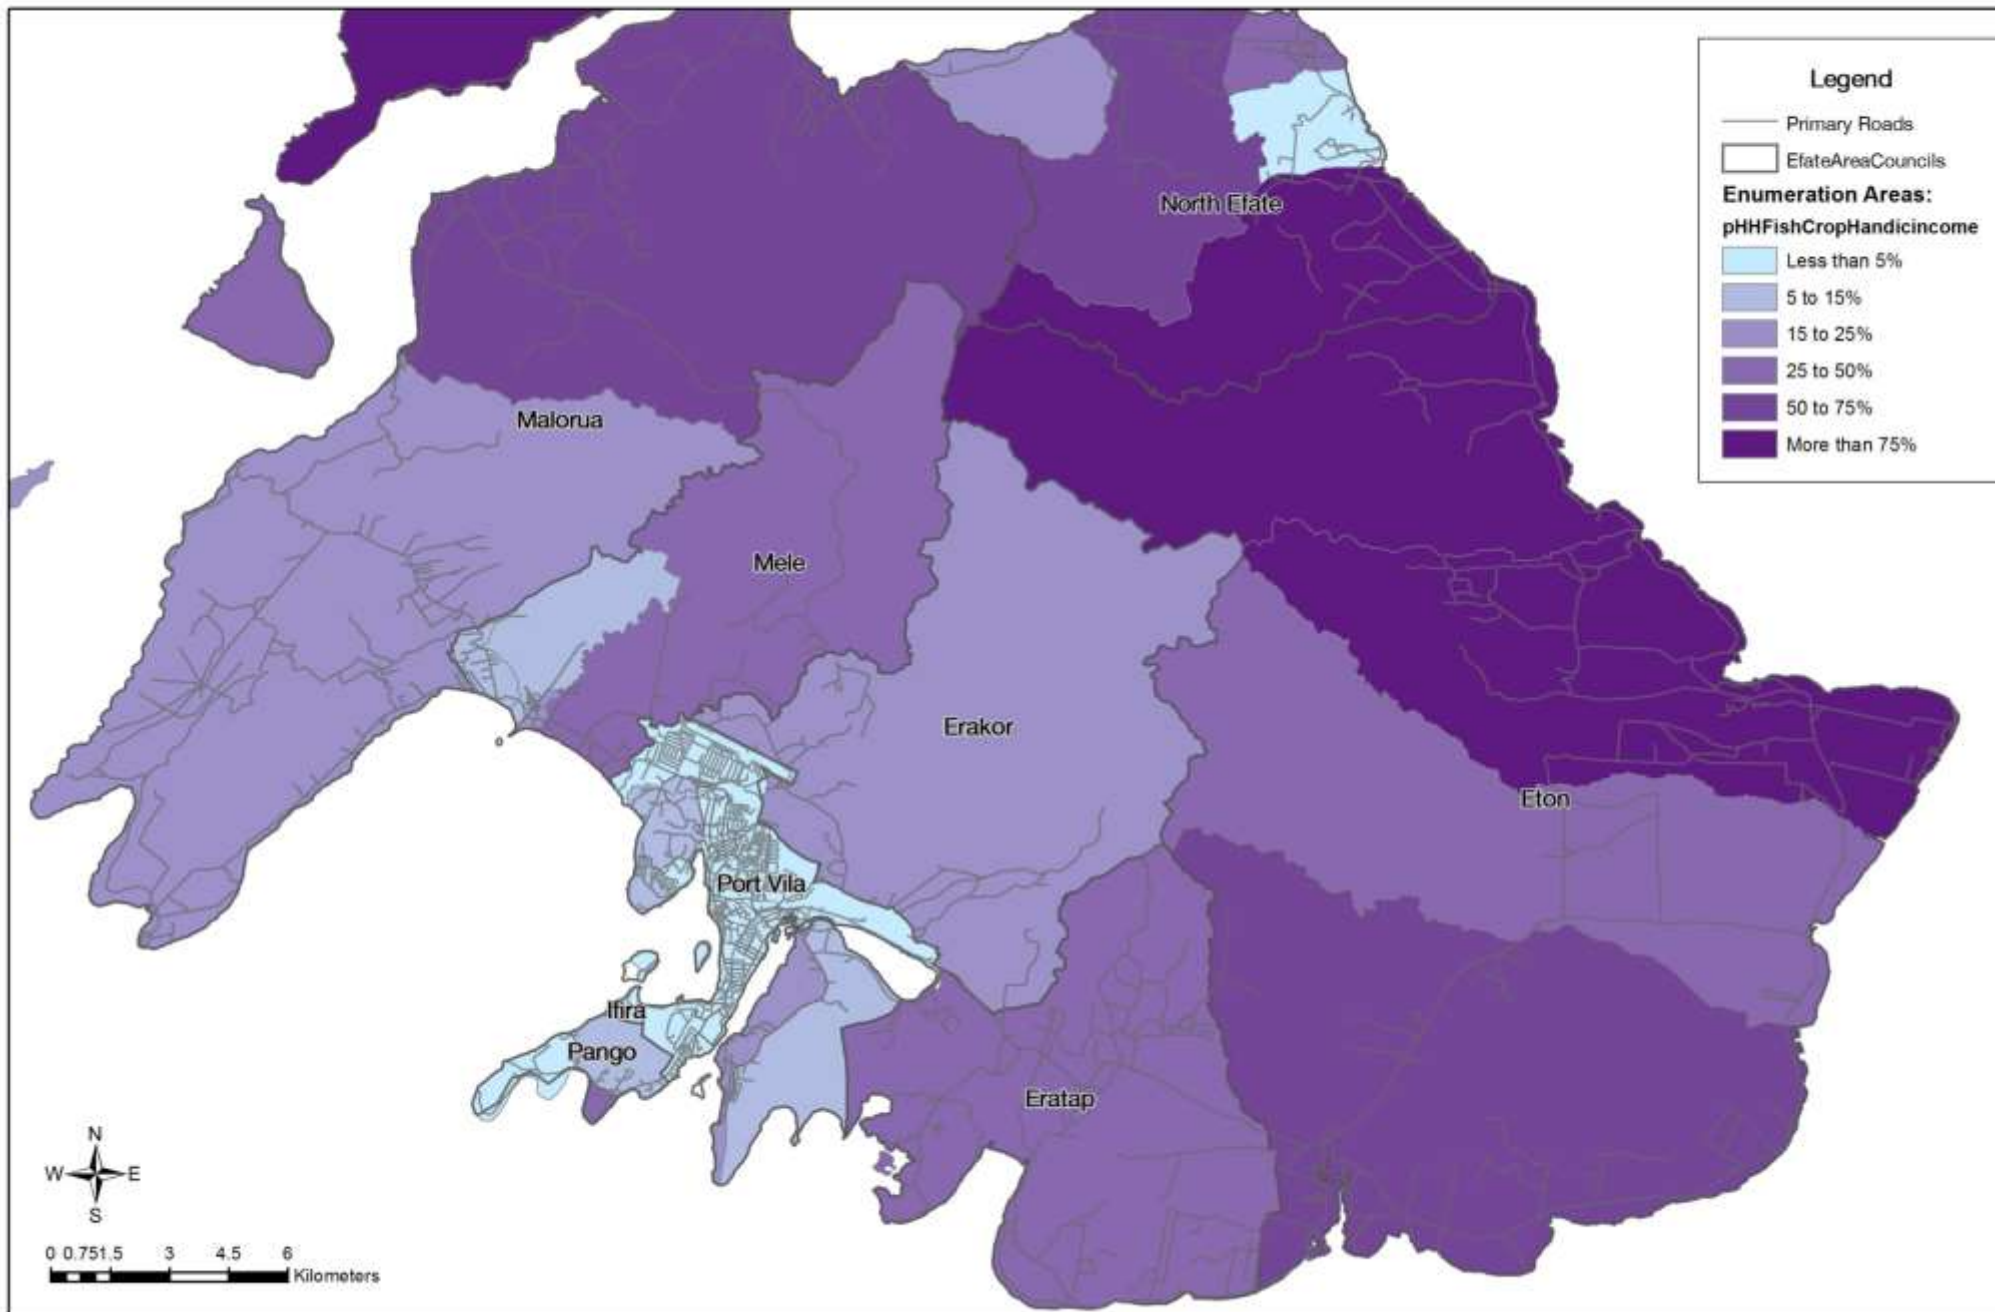 Legend
Primary Roads
EfateAreaCouncils
Enumeration Areas:
pHHFishCropHandicincome
Less than 5%
5 to 15%
15 to 25%
25 to 50%
50 to 75%
More than 75%
North Efate
Malorua
Mele
Erakor
Eton
Port Vila
Ifira
Pango
Eratap
N
W E
S
0 0.751.5 3 4.5 6
Kilometers